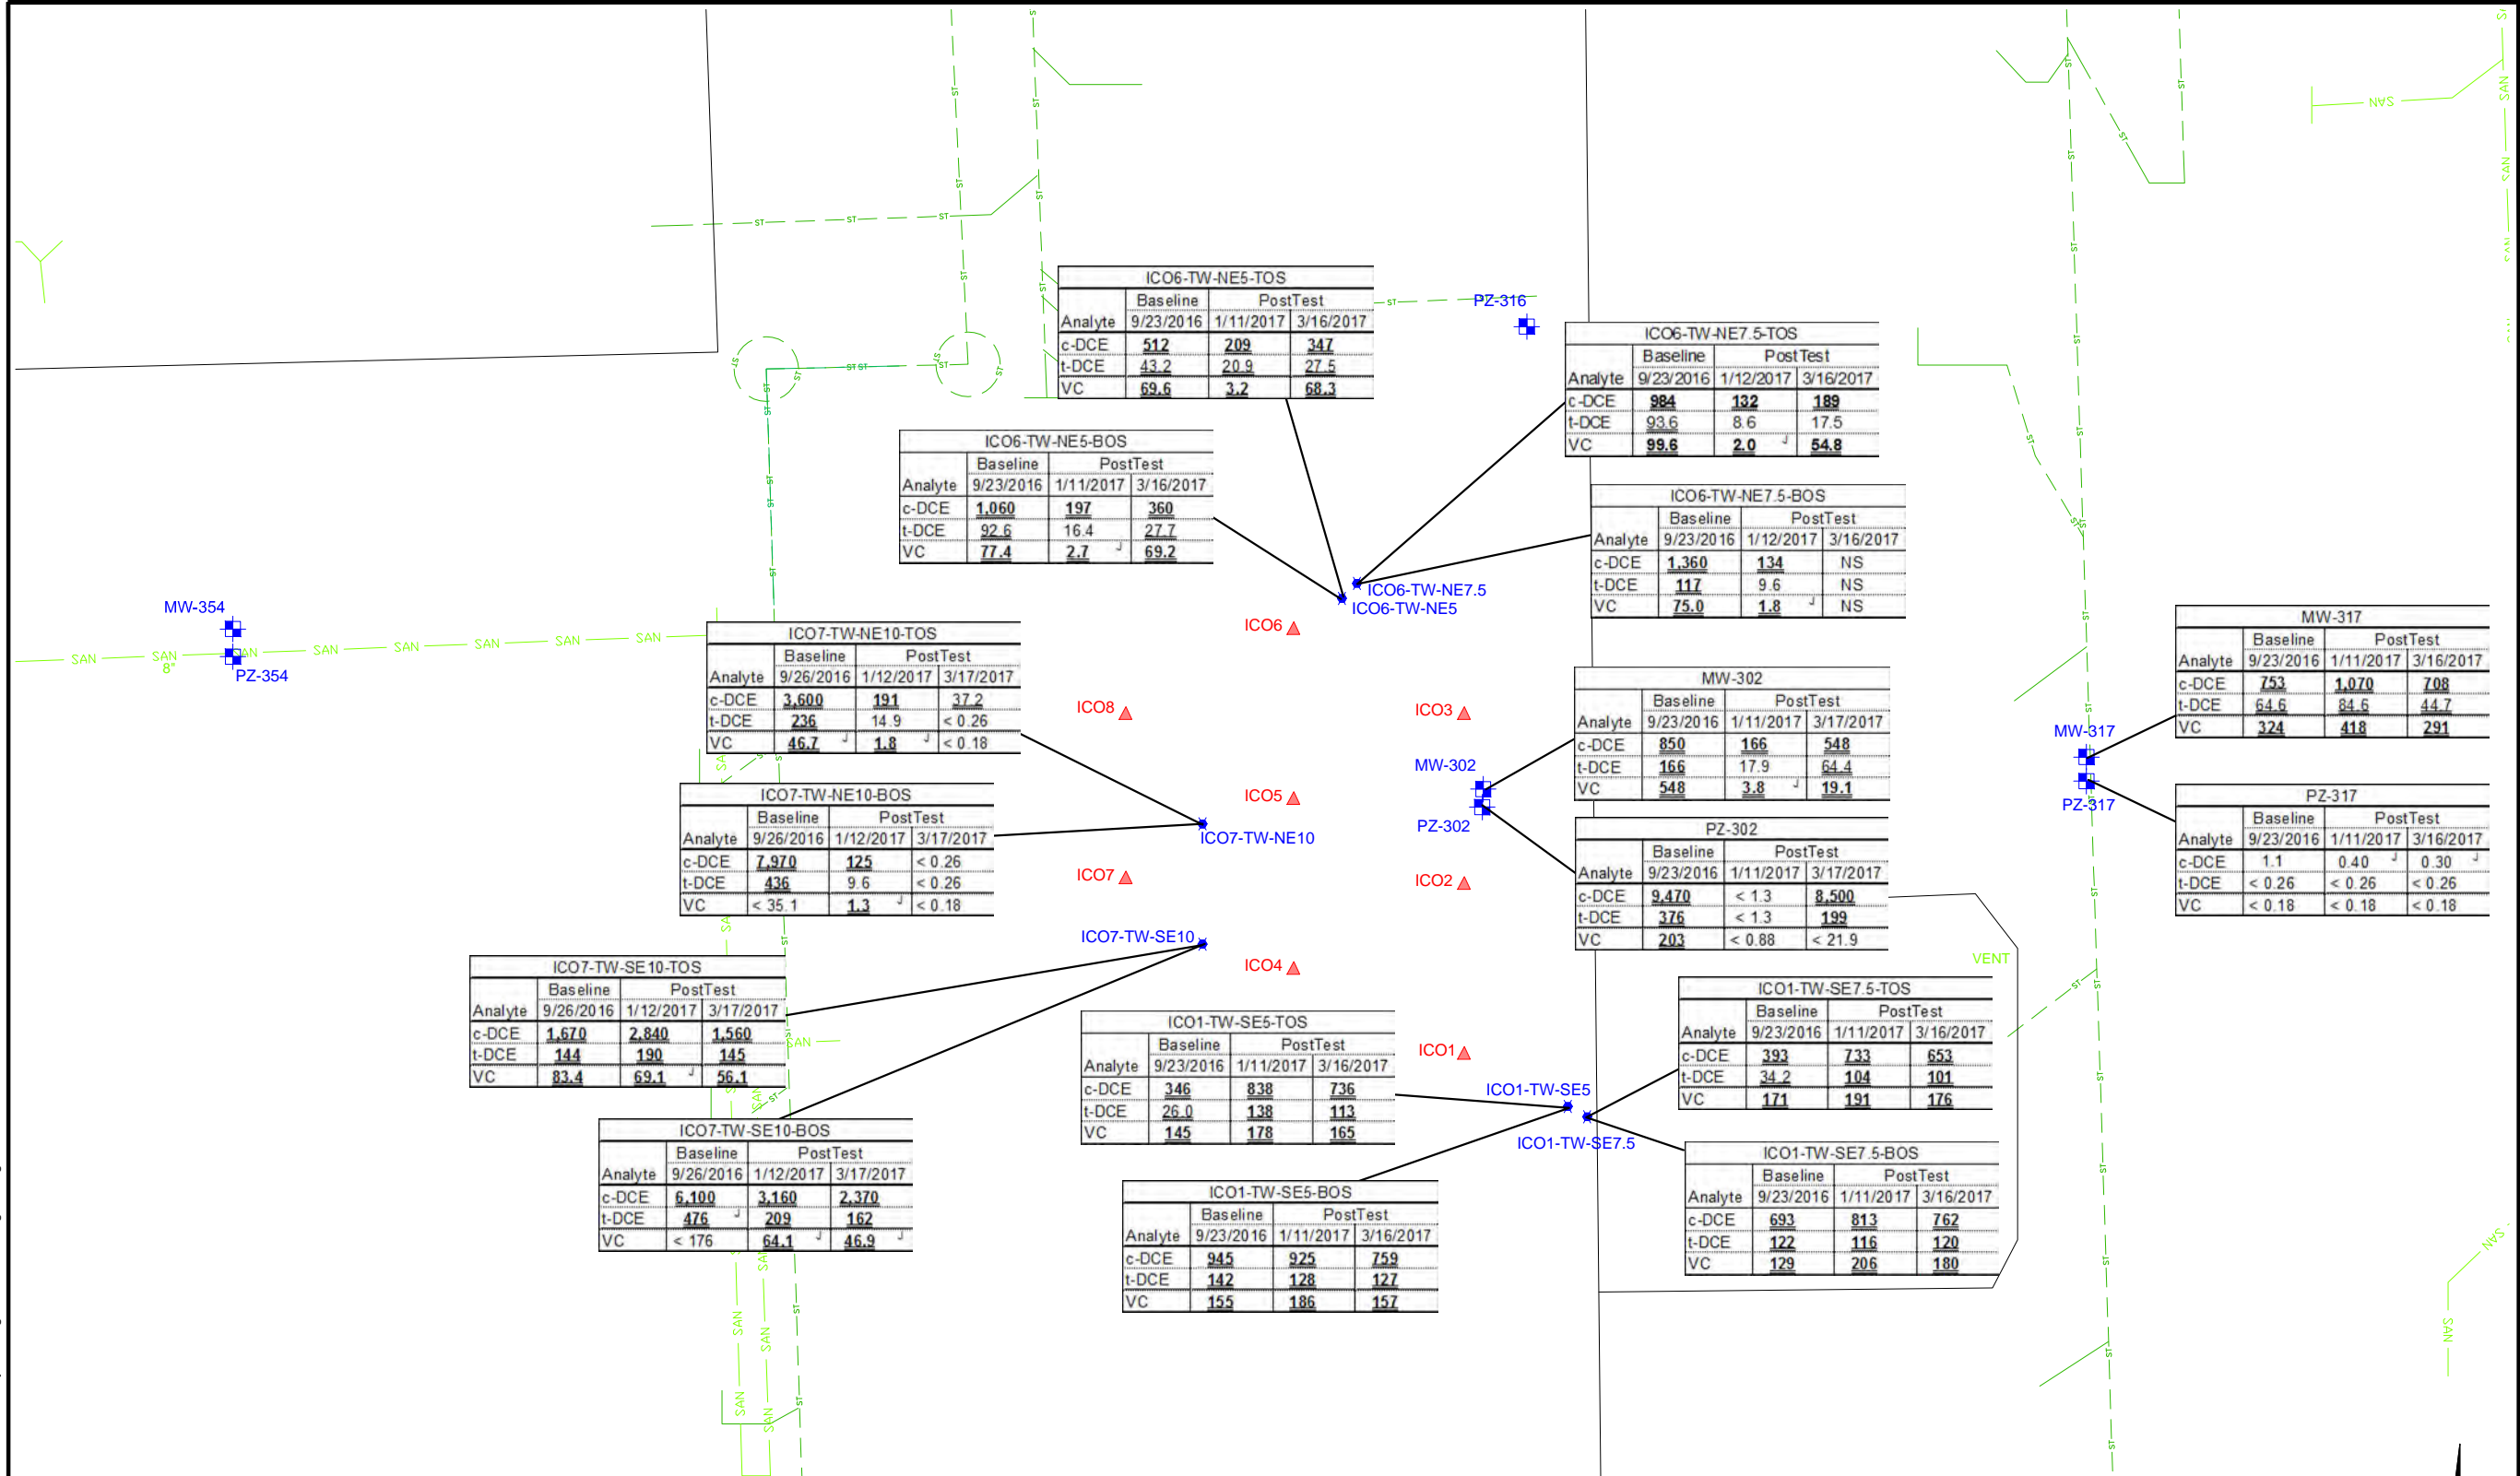 ICO6-TW-NE5-TOS
Baseline PostTest
Analyte 9/23/2016 1/11/2017 3/16/2017
c-DCE 512 209 347
t-DCE 43.2 20.9 27.5
VC 69.6 3.2 68.3
PZ-316
ICO6-TW-NE7.5-TOS
Baseline PostTest
Analyte 9/23/2016 1/12/2017 3/16/2017
c-DCE 984 132 189
t-DCE 93.6 8.6 17.5
VC 99.6 2.0 J 54.8
ICO6-TW-NE5-BOS
Baseline PostTest
Analyte 9/23/2016 1/11/2017 3/16/2017
c-DCE 1,060 197 360
t-DCE 92.6 16.4 27.7
VC 77.4 2.7 J 69.2
ICO6-TW-NE7.5-BOS
Baseline PostTest
Analyte 9/23/2016 1/12/2017 3/16/2017
c-DCE 1,360 134 NS
t-DCE 117 9.6 NS
VC 75.0 1.8 J NS
ICO6-TW-NE7.5
ICO6-TW-NE5
ICO6
MW-354
PZ-354
SAN SAN SAN SAN SAN SAN SAN SAN
8"
ICO7-TW-NE10-TOS
Baseline PostTest
Analyte 9/26/2016 1/12/2017 3/17/2017
c-DCE 3,600 191 37.2
t-DCE 236 14.9 < 0.26
VC 46.7 J 1.8 J < 0.18
ICO8
ICO3
MW-302
Baseline PostTest
Analyte 9/23/2016 1/11/2017 3/17/2017
c-DCE 850 166 548
t-DCE 166 17.9 64.4
VC 548 3.8 J 19.1
MW-317
Baseline PostTest
Analyte 9/23/2016 1/11/2017 3/16/2017
c-DCE 753 1,070 708
t-DCE 64.6 84.6 44.7
VC 324 418 291
MW-317
PZ-317
MW-302
PZ-302
ICO5
ICO7-TW-NE10
ICO7-TW-NE10-BOS
Baseline PostTest
Analyte 9/26/2016 1/12/2017 3/17/2017
c-DCE 7,970 125 < 0.26
t-DCE 436 9.6 < 0.26
VC < 35.1 1.3 J < 0.18
PZ-302
Baseline PostTest
Analyte 9/23/2016 1/11/2017 3/17/2017
c-DCE 9,470 < 1.3 8,500
t-DCE 376 < 1.3 199
VC 203 < 0.88 < 21.9
PZ-317
Baseline PostTest
Analyte 9/23/2016 1/11/2017 3/16/2017
c-DCE 1.1 0.40 J 0.30 J
t-DCE < 0.26 < 0.26 < 0.26
VC < 0.18 < 0.18 < 0.18
ICO7
ICO2
ICO7-TW-SE10
ICO4
VENT
ICO7-TW-SE10-TOS
Baseline PostTest
Analyte 9/26/2016 1/12/2017 3/17/2017
c-DCE 1,670 2,840 1,560
t-DCE 144 190 145
VC 83.4 69.1 J 56.1
SAN
ICO1-TW-SE5-TOS
Baseline PostTest
Analyte 9/23/2016 1/11/2017 3/16/2017
c-DCE 346 838 736
t-DCE 26.0 138 113
VC 145 178 165
ICO1
ICO1-TW-SE5
ICO1-TW-SE7.5
ICO1-TW-SE7.5-TOS
Baseline PostTest
Analyte 9/23/2016 1/11/2017 3/16/2017
c-DCE 393 733 653
t-DCE 34.2 104 101
VC 171 191 176
ICO7-TW-SE10-BOS
Baseline PostTest
Analyte 9/26/2016 1/12/2017 3/17/2017
c-DCE 6,100 3,160 2,370
t-DCE 476 J 209 162
VC < 176 64.1 J 46.9 J
ICO1-TW-SE5-BOS
Baseline PostTest
Analyte 9/23/2016 1/11/2017 3/16/2017
c-DCE 945 925 759
t-DCE 142 128 127
VC 155 186 157
ICO1-TW-SE7.5-BOS
Baseline PostTest
Analyte 9/23/2016 1/11/2017 3/16/2017
c-DCE 693 813 762
t-DCE 122 116 120
VC 129 206 180